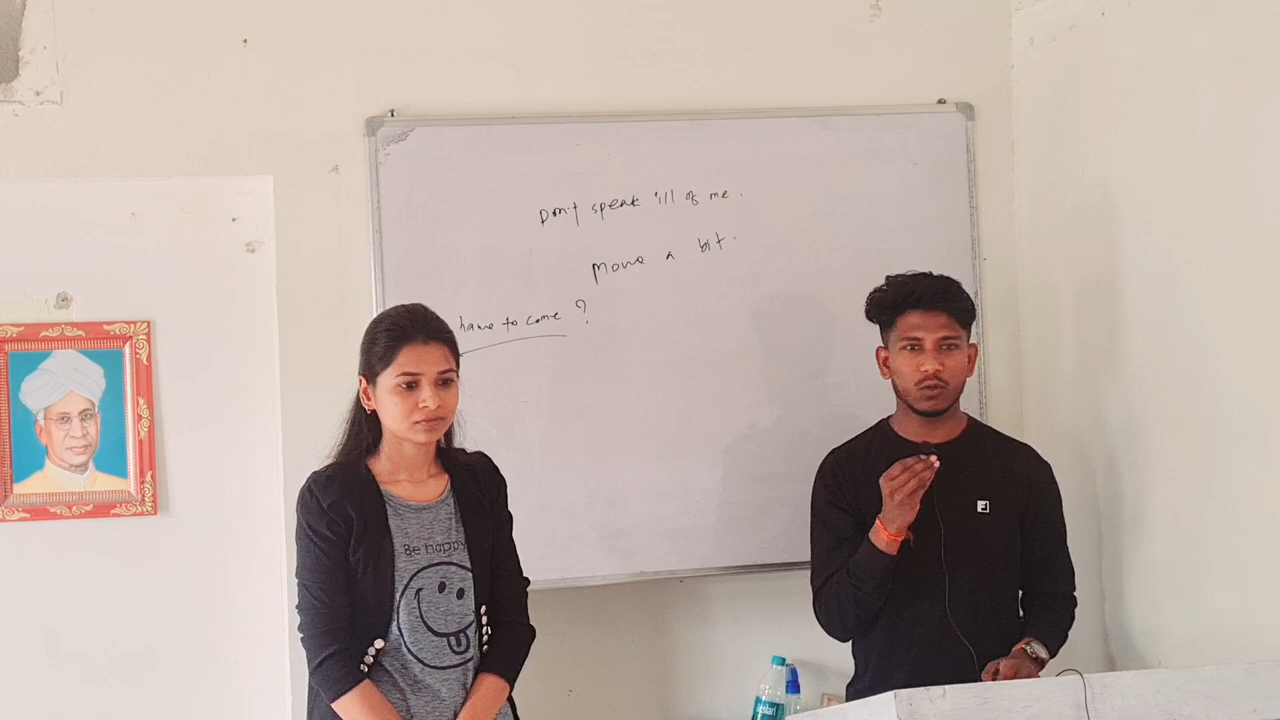 Don't speak ill of me.
Move a bit.
have to come ?
Be happy